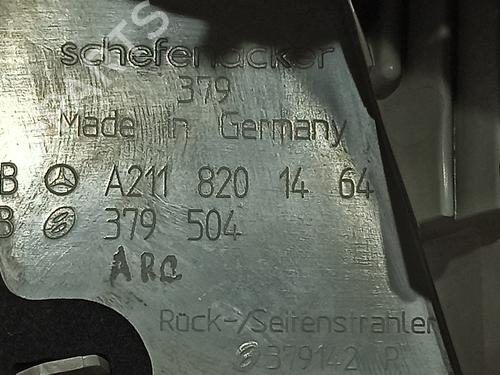 schefenacker
379
Made in Germany
B A211 820 14 64
B 379 504
ARC
Rück-/Seitenstrahler
379142 R